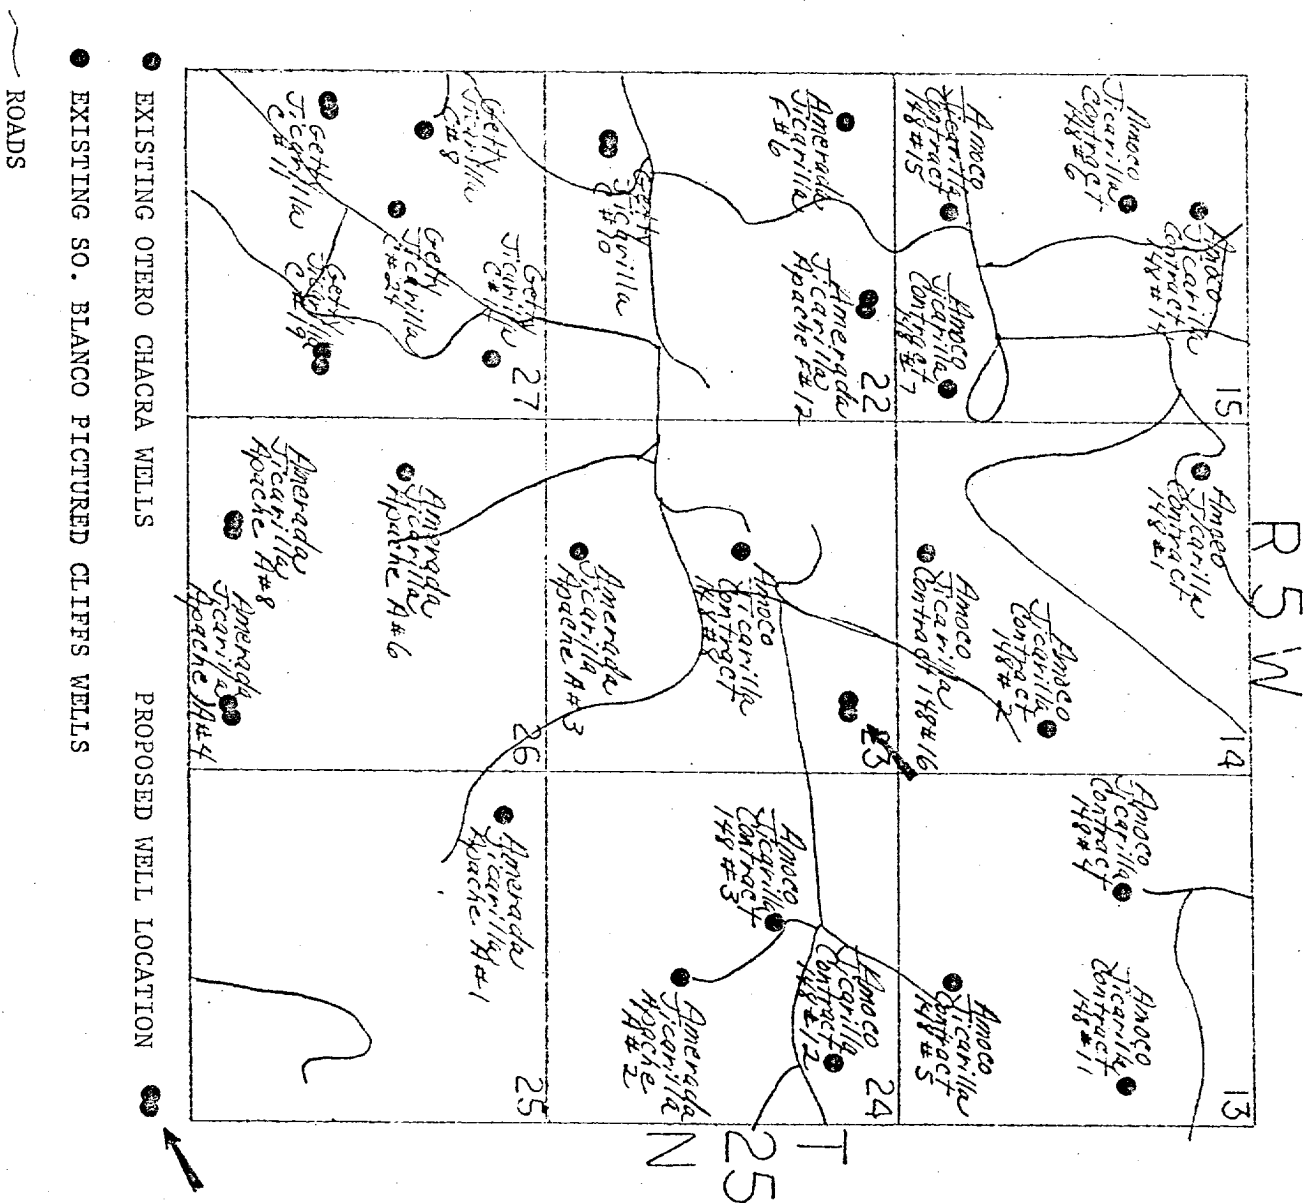 R 5 W
15
14
13
Amoco
Jicarilla
Contract
148 #6
Amoco
Jicarilla
Contract
148 #14
Amoco
Jicarilla
Contract
148 #15
Amoco
Jicarilla
Contract
148 #7
Amoco
Jicarilla
Contract
148 #1
Jicarilla
Contract
148 #2
Amoco
Jicarilla
Contract 148 #16
Amoco
Jicarilla
Contract
148 #4
Amoco
Jicarilla
Contract
148 #11
Amoco
Jicarilla
Contract
148 #5
22
23
24
T
25
N
Amerada
Jicarilla
F #6
Amerada
Jicarilla
Apache F #12
Getty
Jicarilla
C #10
Amoco
Jicarilla
Contract
148 #8
Amerada
Jicarilla
Apache A #3
Amoco
Jicarilla
Contract
148 #3
Amoco
Jicarilla
Contract
148 #12
Amerada
Jicarilla
Apache
A #2
27
26
25
Getty
Jicarilla
C #8
Getty
Jicarilla
Getty
Jicarilla
C #24
Getty
Jicarilla
C #11
Getty
Jicarilla
C #19
Amerada
Jicarilla
Apache A #6
Amerada
Jicarilla
Apache A #8
Amerada
Jicarilla
Apache A #4
Amerada
Jicarilla
Apache A #1
EXISTING OTERO CHACRA WELLS
PROPOSED WELL LOCATION
EXISTING SO. BLANCO PICTURED CLIFFS WELLS
ROADS